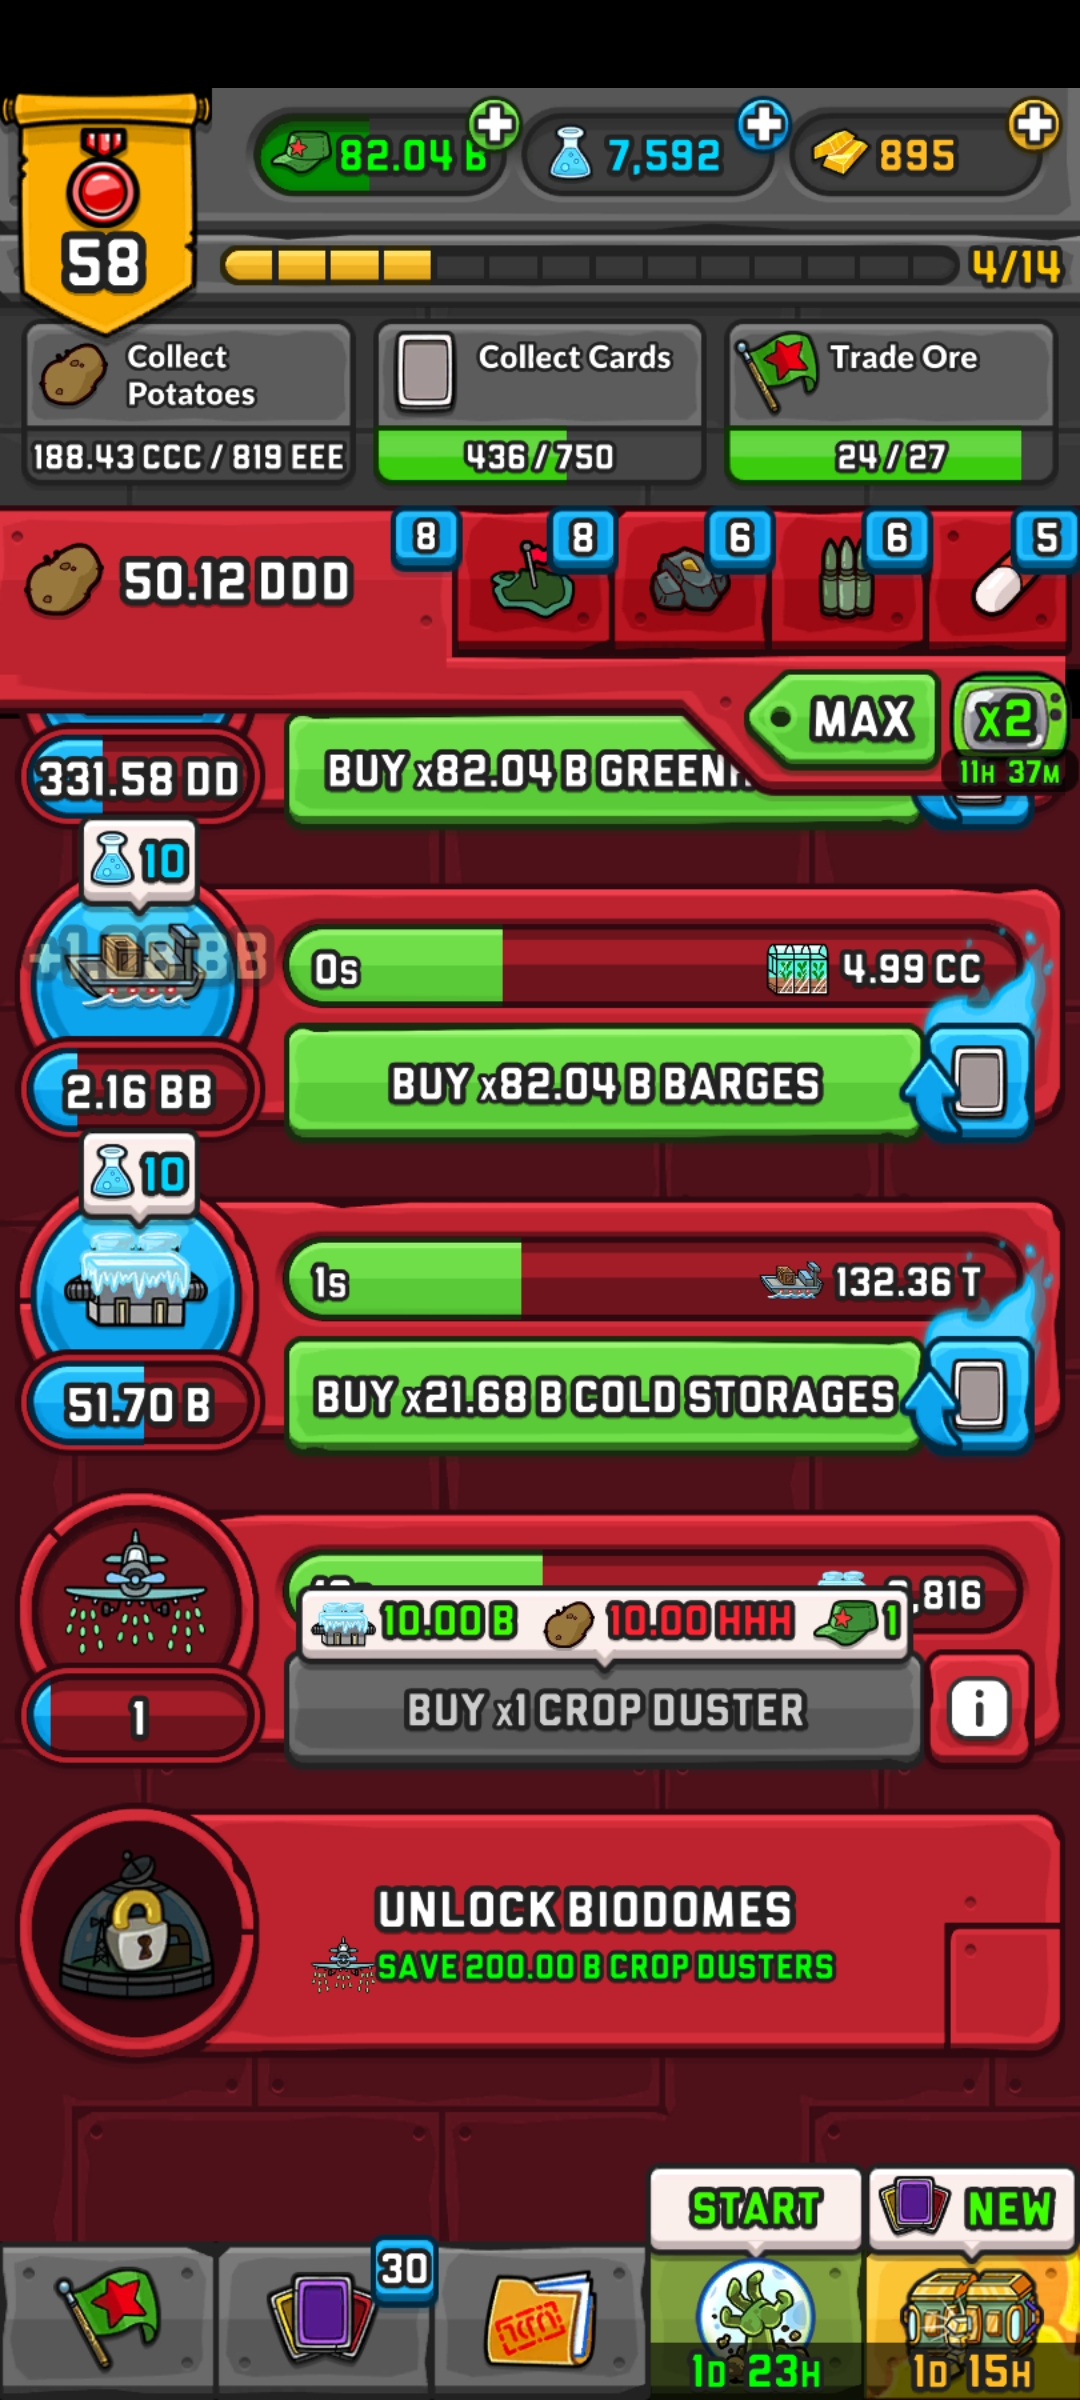 82.04 B
7,592
895
58
4/14
Collect
Potatoes
Collect Cards
Trade Ore
188.43 CCC / 819 EEE
436 / 750
24 / 27
50.12 DDD
8
8
6
6
5
MAX
x2
11H 37M
331.58 DD
BUY x82.04 B
10
0s
4.99 CC
2.16 BB
BUY x82.04 B BARGES
10
1s
132.36 T
51.70 B
BUY x21.68 B COLD STORAGES
,816
10.00 B
10.00 HHH
1
1
BUY x1 CROP DUSTER
i
UNLOCK BIODOMES
SAVE 200.00 B CROP DUSTERS
START
NEW
30
1D 23H
1D 15H